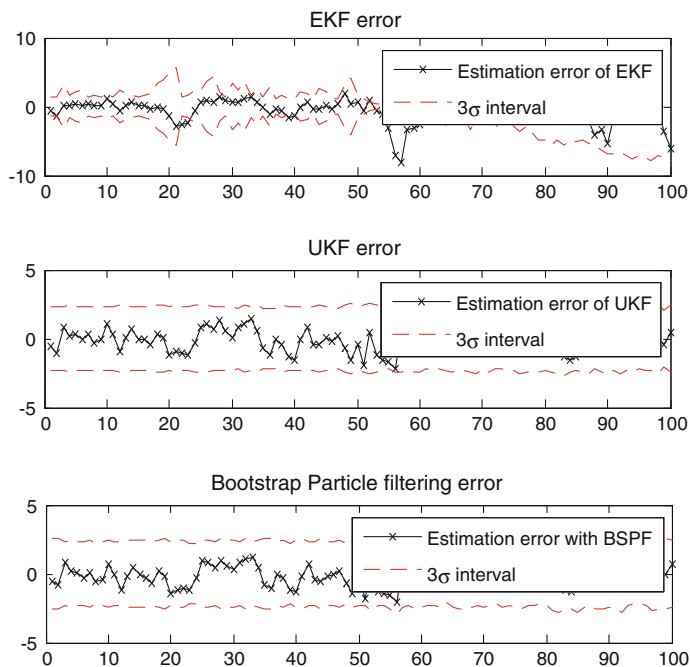 EKF error
10
0
-10
Estimation error of EKF
3σ interval
0 10 20 30 40 50 60 70 80 90 100
UKF error
5
0
-5
Estimation error of UKF
3σ interval
0 10 20 30 40 50 60 70 80 90 100
Bootstrap Particle filtering error
5
0
-5
Estimation error with BSPF
3σ interval
0 10 20 30 40 50 60 70 80 90 100